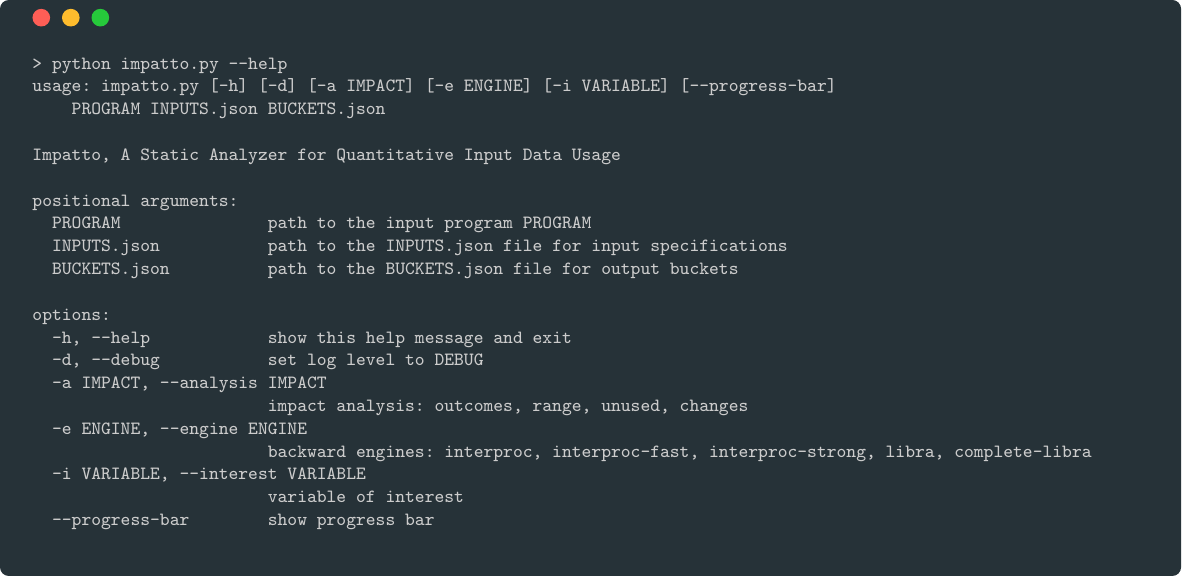 > python impatto.py --help
usage: impatto.py [-h] [-d] [-a IMPACT] [-e ENGINE] [-i VARIABLE] [--progress-bar]
    PROGRAM INPUTS.json BUCKETS.json

Impatto, A Static Analyzer for Quantitative Input Data Usage

positional arguments:
  PROGRAM               path to the input program PROGRAM
  INPUTS.json           path to the INPUTS.json file for input specifications
  BUCKETS.json          path to the BUCKETS.json file for output buckets

options:
  -h, --help            show this help message and exit
  -d, --debug           set log level to DEBUG
  -a IMPACT, --analysis IMPACT
                        impact analysis: outcomes, range, unused, changes
  -e ENGINE, --engine ENGINE
                        backward engines: interproc, interproc-fast, interproc-strong, libra, complete-libra
  -i VARIABLE, --interest VARIABLE
                        variable of interest
  --progress-bar        show progress bar